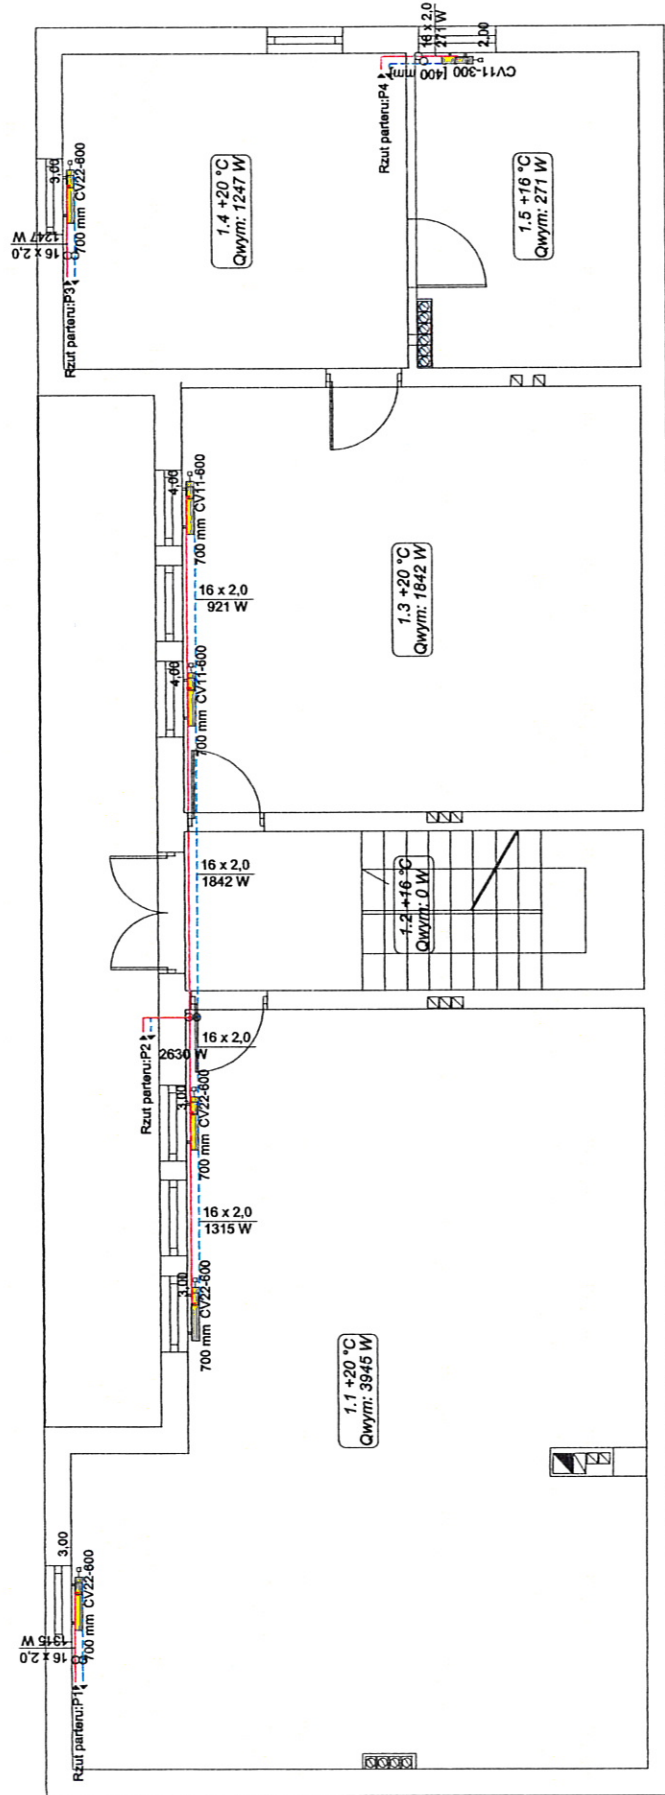 16 x 2,0
271 W
2,00
CV11-300 [400 mm]
Rzut parteru:P4
1.5 +16 °C
Qwym: 271 W
3,00
700 mm CV22-600
16 x 2,0
1247 W
Rzut parteru:P3
1.4 +20 °C
Qwym: 1247 W
4,00
700 mm CV11-600
16 x 2,0
921 W
4,00
700 mm CV11-600
1.3 +20 °C
Qwym: 1842 W
16 x 2,0
1842 W
1.2 +16 °C
Qwym: 0 W
Rzut parteru:P2
16 x 2,0
2630 W
3,00
700 mm CV22-600
16 x 2,0
1315 W
3,00
700 mm CV22-600
1.1 +20 °C
Qwym: 3945 W
3,00
700 mm CV22-600
16 x 2,0
1315 W
Rzut parteru:P1